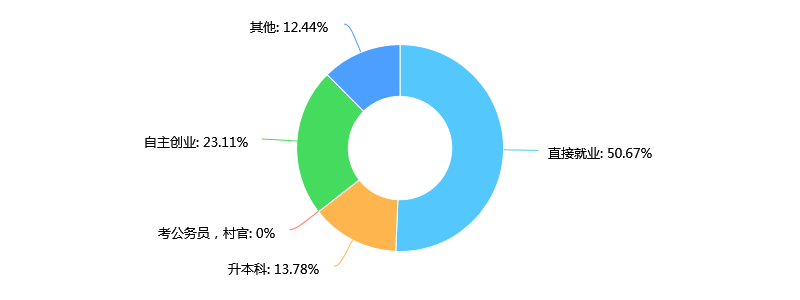 其他: 12.44%
自主创业: 23.11%
直接就业: 50.67%
考公务员，村官: 0%
升本科: 13.78%